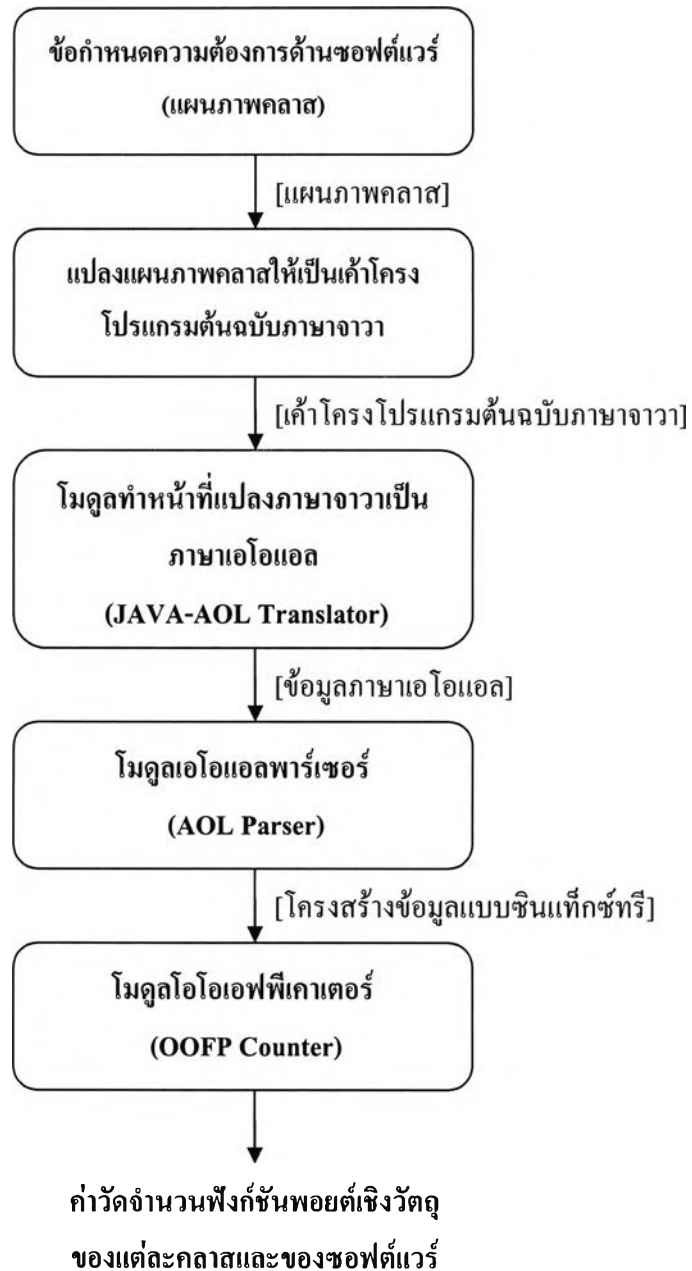 ข้อกำหนดความต้องการด้านซอฟต์แวร์
(แผนภาพคลาส)
[แผนภาพคลาส]
แปลงแผนภาพคลาสให้เป็นเค้าโครง
โปรแกรมต้นฉบับภาษาจาวา
[เค้าโครงโปรแกรมต้นฉบับภาษาจาวา]
โมดูลทำหน้าที่แปลงภาษาจาวาเป็น
ภาษาเอโอแอล
(JAVA-AOL Translator)
[ข้อมูลภาษาเอโอแอล]
โมดูลเอโอแอลพาร์เซอร์
(AOL Parser)
[โครงสร้างข้อมูลแบบซินแท็กซ์ทรี]
โมดูลโอโอเอฟพีเคาเตอร์
(OOFP Counter)
ค่าวัดจำนวนฟังก์ชันพอยต์เชิงวัตถุ
ของแต่ละคลาสและของซอฟต์แวร์